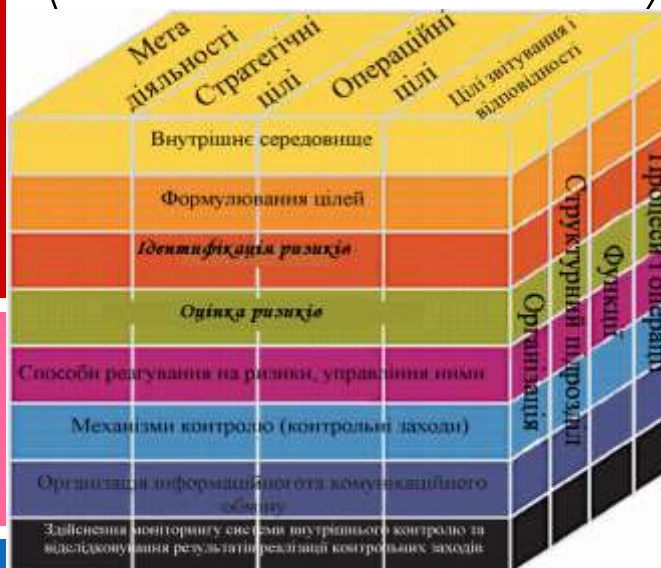 Мета
діяльності
Стратегічні
цілі
Операційні
цілі
Цілі звітування і
відповідності
Внутрішнє середовище
Формулювання цілей
Ідентифікація ризиків
Оцінка ризиків
Способи реагування на ризики, управління ними
Механізми контролю (контрольні заходи)
Організація інформаційногота комунікаційного
обміну
Здійснення моніторингу системи внутрішнього контролю та
відслідковування результатів реалізації контрольних заходів
Організація
Структурний підрозділ
Функції
Процеси і операції